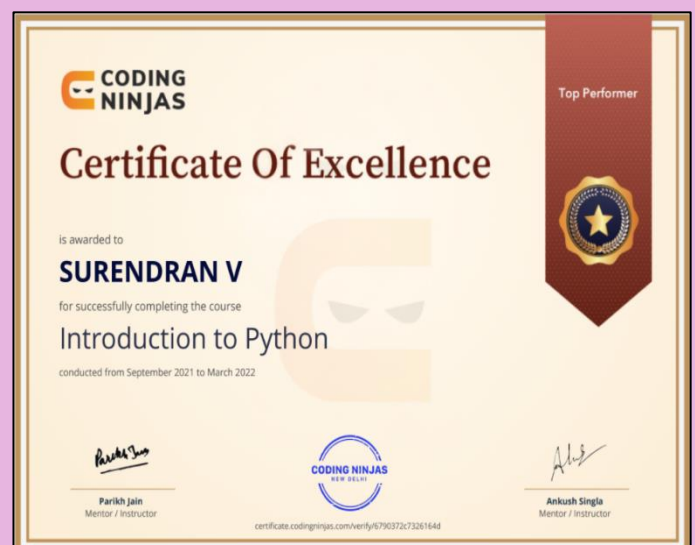 CODING
NINJAS
Top Performer
Certificate Of Excellence
is awarded to
SURENDRAN V
for successfully completing the course
Introduction to Python
conducted from September 2021 to March 2022
Parikh Jain
CODING NINJAS
NEW DELHI
Parikh Jain
Mentor / Instructor
Ankush Singla
Mentor / Instructor
certificate.codingninjas.com/verify/6790372c7326164d